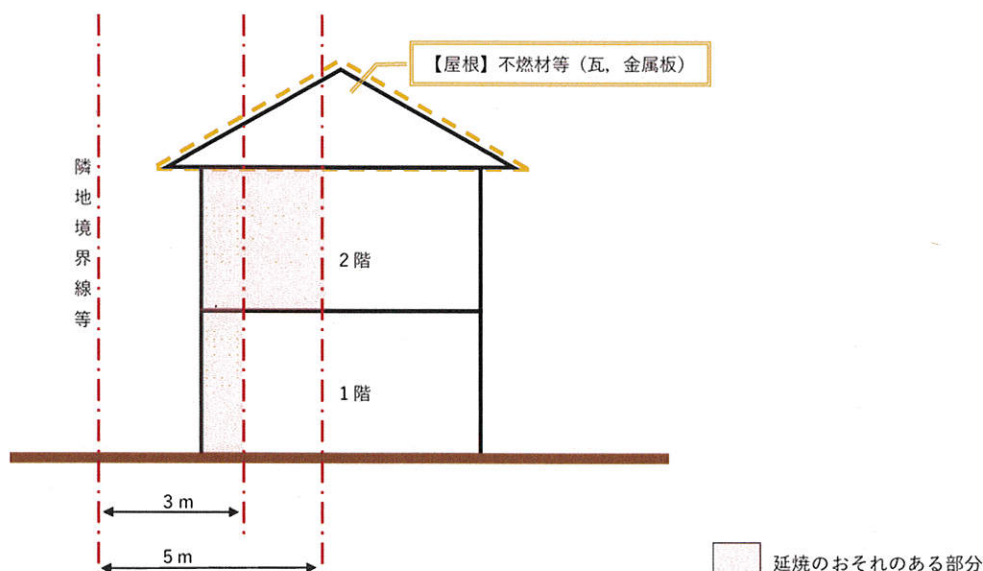 【屋根】不燃材等（瓦，金属板）
隣地境界線等
2階
1階
3 m
5 m
延焼のおそれのある部分